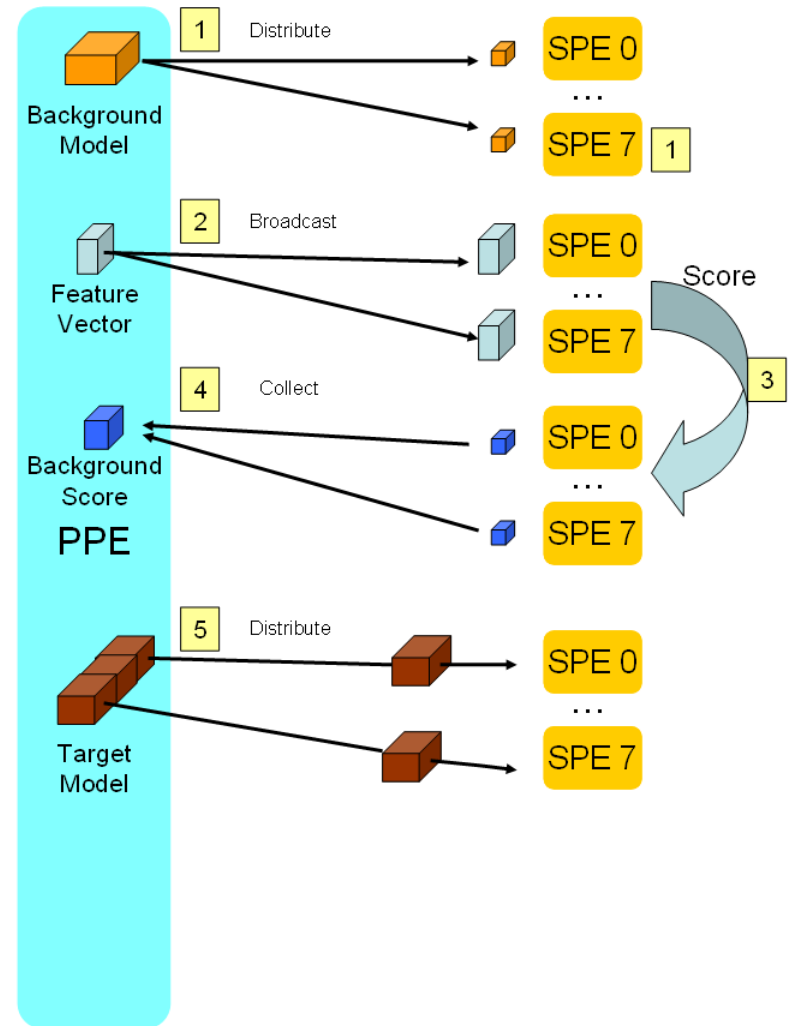 1
Distribute
SPE 0
...
Background
Model
SPE 7
1
2
Broadcast
SPE 0
Score
...
Feature
Vector
SPE 7
3
4
Collect
SPE 0
...
Background
Score
SPE 7
PPE
5
Distribute
SPE 0
...
Target
Model
SPE 7